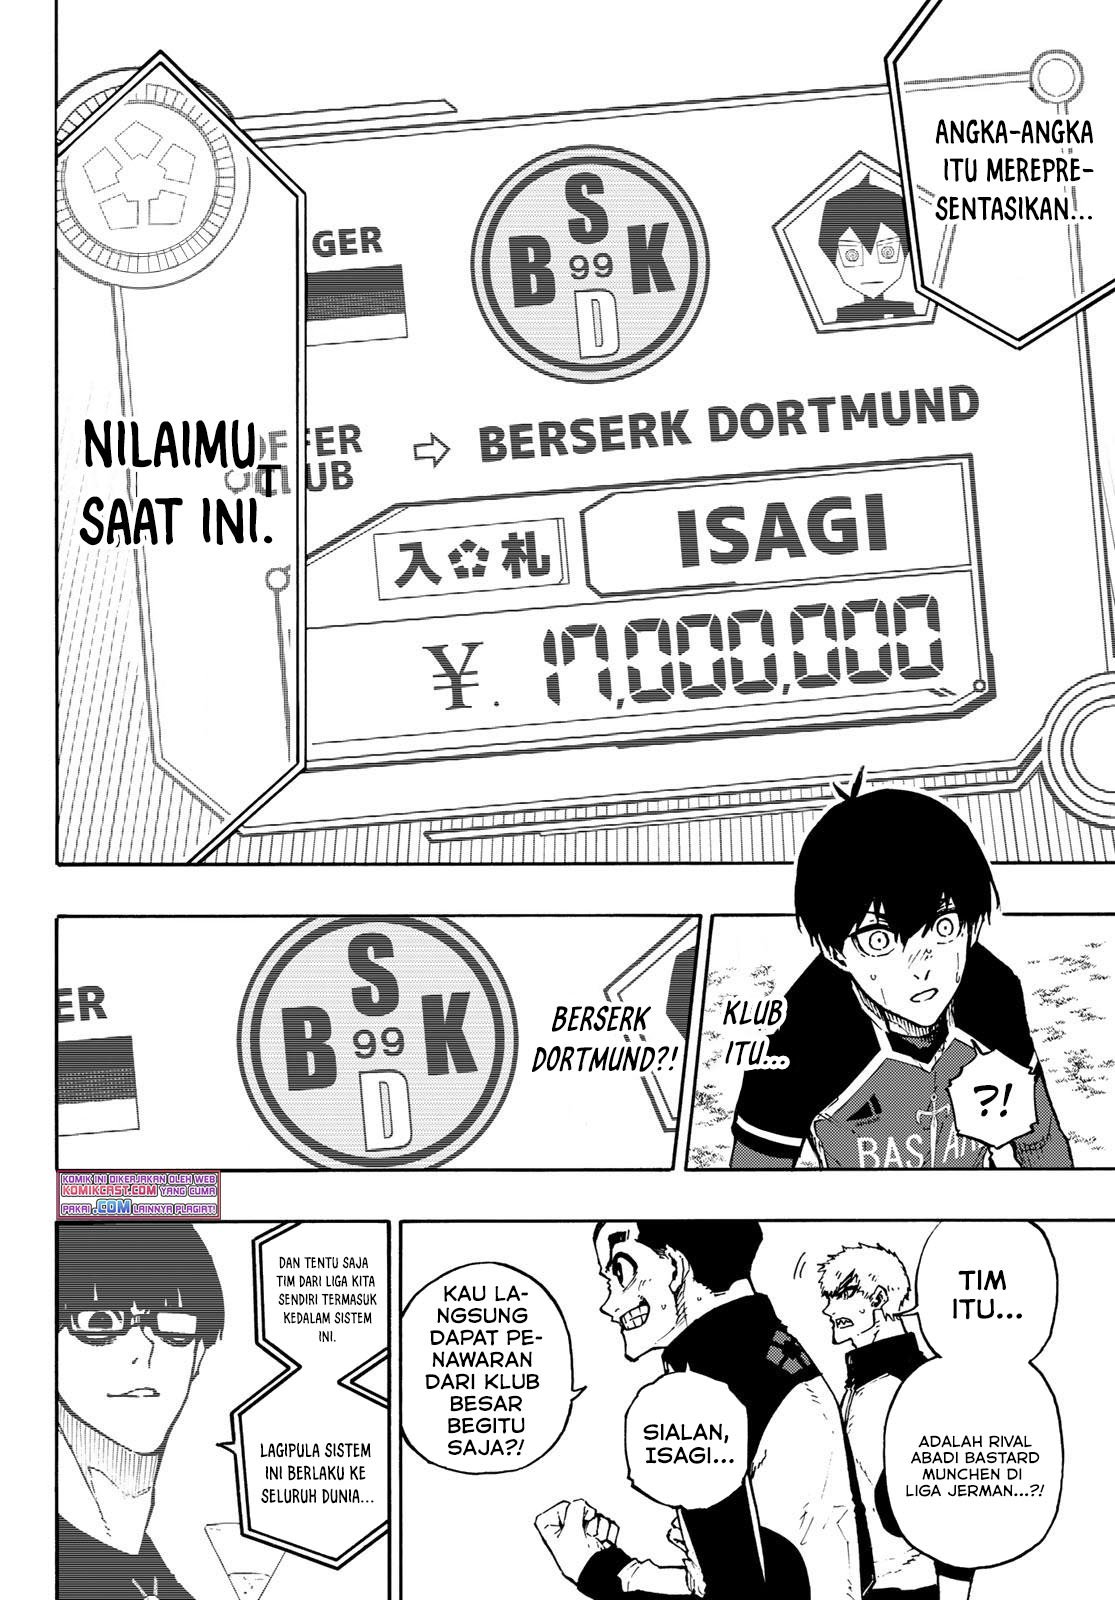 ANGKA-ANGKA
ITU MEREPRE-
SENTASIKAN...
S
B 99 K
D
GER
NILAIMU
SAAT INI.
OFFER
CLUB
BERSERK DORTMUND
入 札
ISAGI
¥. 17,000,000
KLUB
ITU...
?!
BASTAR
ER
S
B 99 K
D
BERSERK
DORTMUND?!
KOMIK INI DIKERJAKAN OLEH WEB
KOMIKCAST.COM YANG CUMA
PAKAI .COM LAINNYA PLAGIAT!
TIM
ITU...
ADALAH RIVAL
ABADI BASTARD
MUNCHEN DI
LIGA JERMAN...?!
SIALAN,
ISAGI...
KAU LA-
NGSUNG
DAPAT PE-
NAWARAN
DARI KLUB
BESAR
BEGITU
SAJA?!
DAN TENTU SAJA
TIM DARI LIGA KITA
SENDIRI TERMASUK
KEDALAM SISTEM
INI.
LAGIPULA SISTEM
INI BERLAKU KE
SELURUH DUNIA...